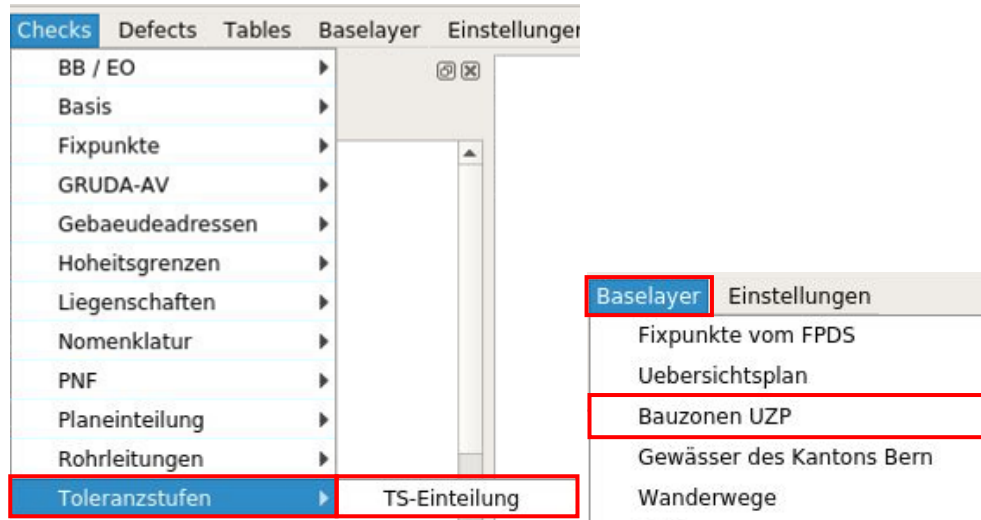 Checks Defects Tables Baselayer Einstellungen
BB / EO
Basis
Fixpunkte
GRUDA-AV
Gebaeudeadressen
Hoheitsgrenzen
Liegenschaften
Nomenklatur
PNF
Planeinteilung
Rohrleitungen
Toleranzstufen TS-Einteilung
Baselayer Einstellungen
Fixpunkte vom FPDS
Uebersichtsplan
Bauzonen UZP
Gewässer des Kantons Bern
Wanderwege